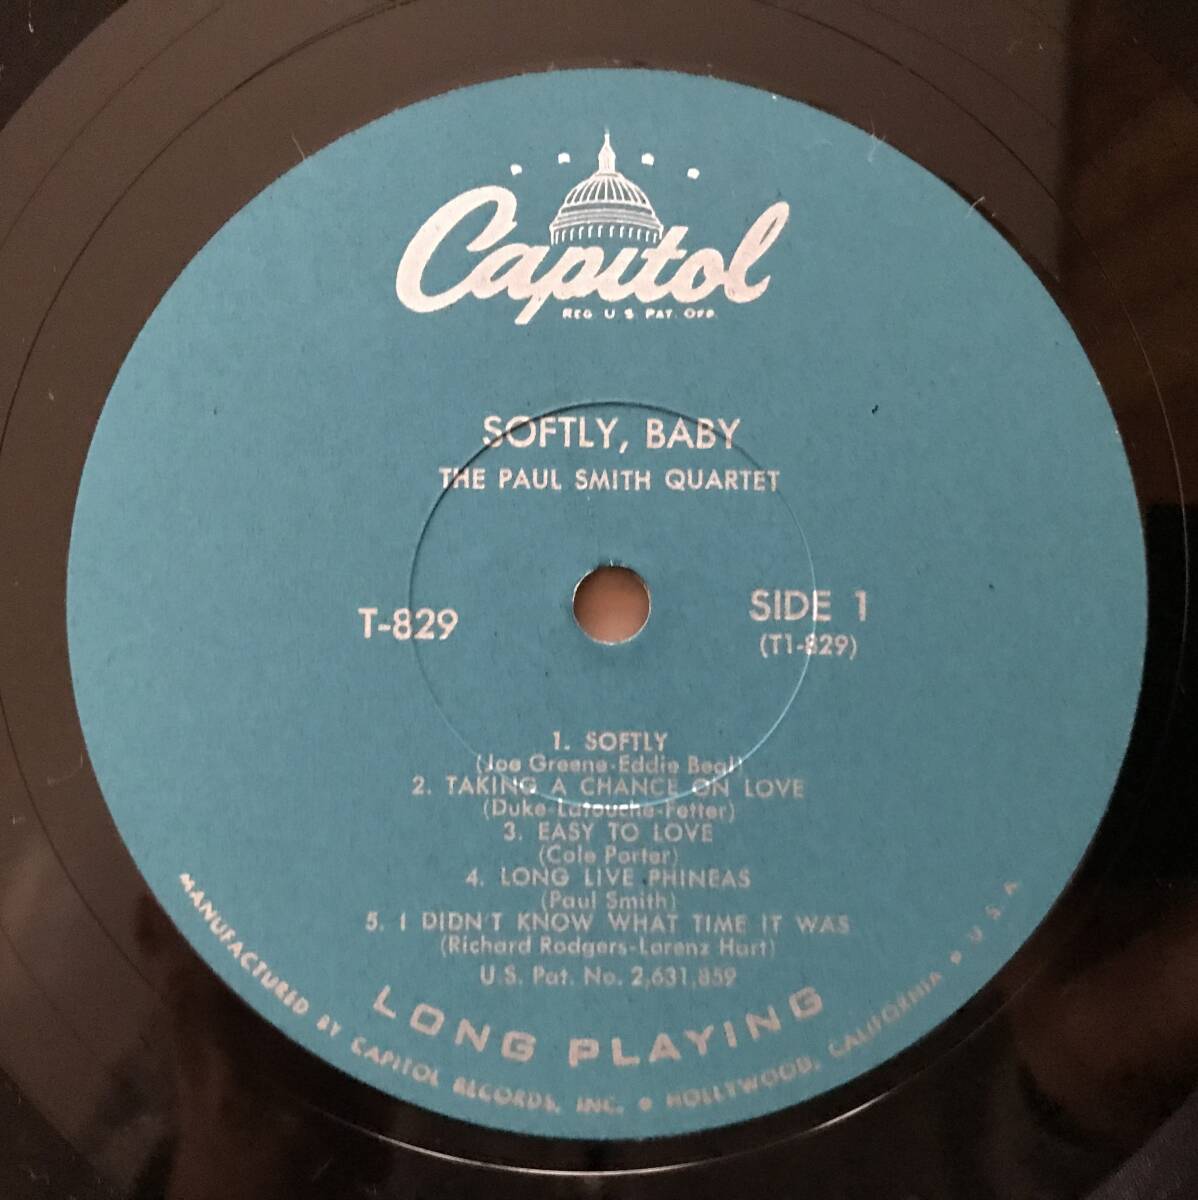 Capitol
REG. U.S. PAT. OFF.
SOFTLY, BABY
THE PAUL SMITH QUARTET
T-829
SIDE 1
(T1-829)
1. SOFTLY
(Joe Greene-Eddie Beal)
2. TAKING A CHANCE ON LOVE
(Duke-Latouche-Fetter)
3. EASY TO LOVE
(Cole Porter)
4. LONG LIVE PHINEAS
(Paul Smith)
5. I DIDN'T KNOW WHAT TIME IT WAS
(Richard Rodgers-Lorenz Hart)
U.S. Pat. No. 2,631,859
LONG PLAYING
MANUFACTURED BY CAPITOL RECORDS, INC. • HOLLYWOOD, CALIFORNIA • U.S.A.